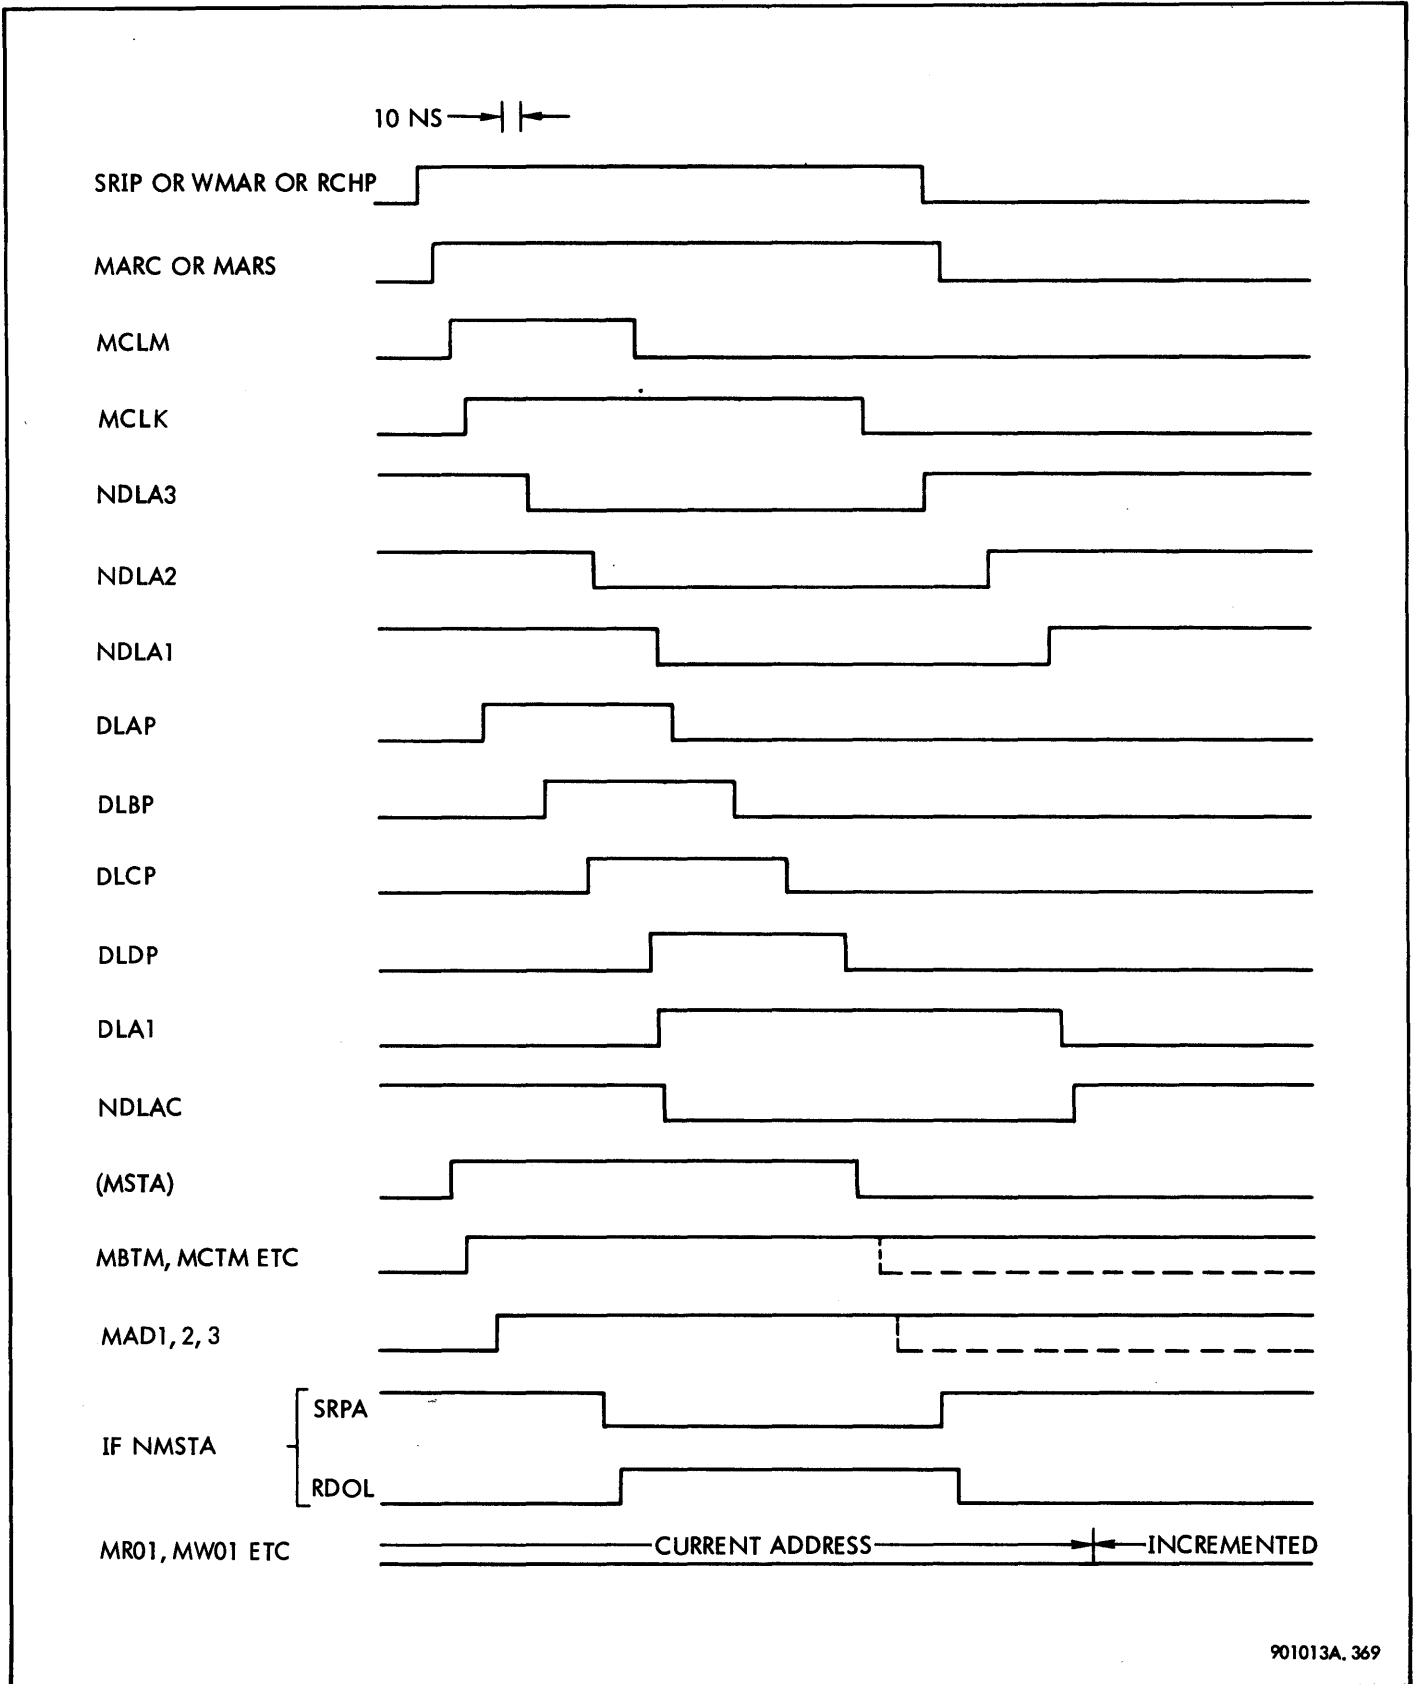 10 NS
SRIP OR WMAR OR RCHP
MARC OR MARS
MCLM
MCLK
NDLA3
NDLA2
NDLA1
DLAP
DLBP
DLCP
DLDP
DLA1
NDLAC
(MSTA)
MBTM, MCTM ETC
MAD1, 2, 3
SRPA
IF NMSTA
RDOL
MR01, MW01 ETC CURRENT ADDRESS INCREMENTED
901013A. 369